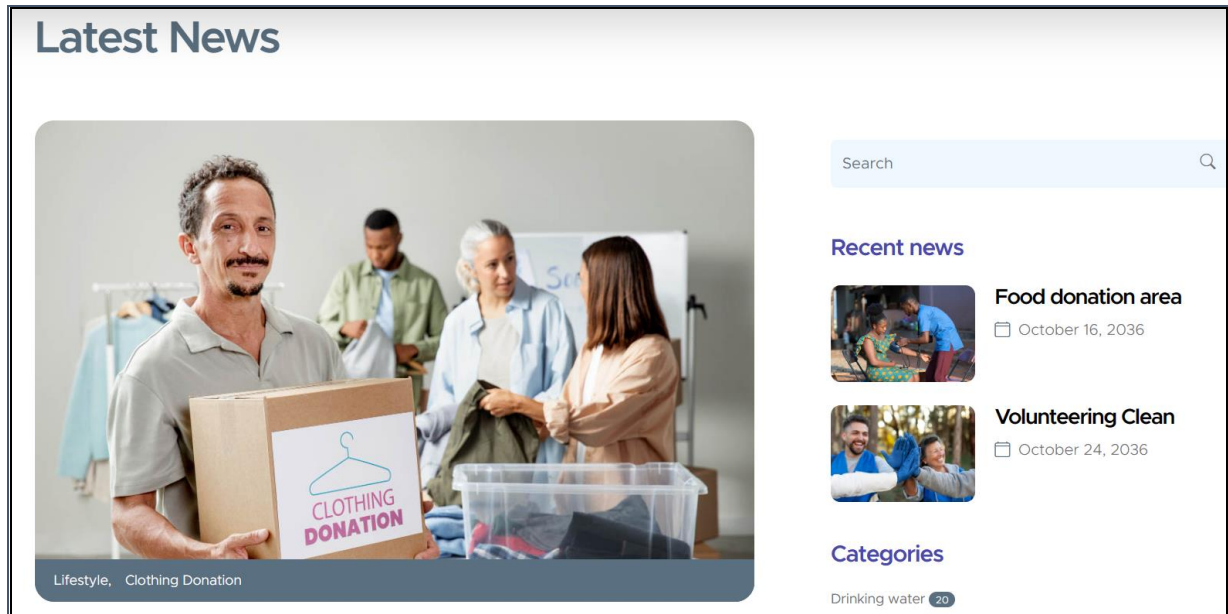 Latest News
CLOTHING
DONATION
Lifestyle, Clothing Donation
Search
Recent news
Food donation area
October 16, 2036
Volunteering Clean
October 24, 2036
Categories
Drinking water 20